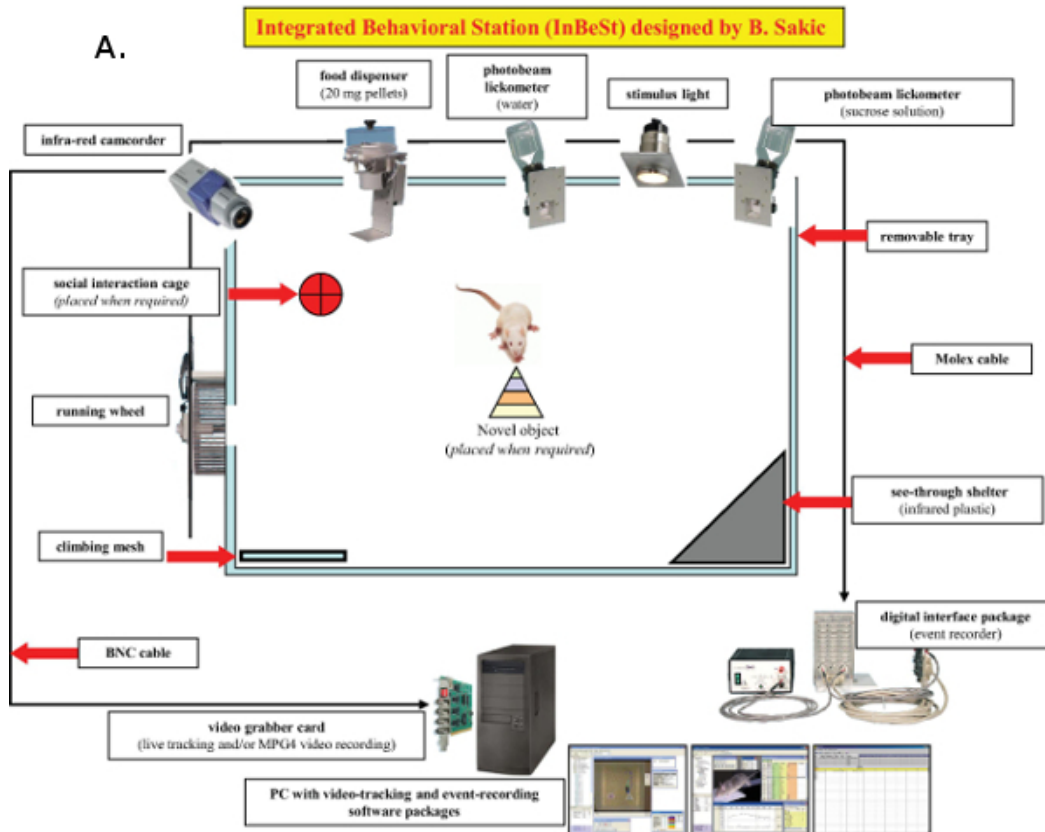 Integrated Behavioral Station (InBeSt) designed by B. Sakic
A.
food dispenser
(20 mg pellets)
photobeam
lickometer
(water)
stimulus light
photobeam lickometer
(sucrose solution)
infra-red camcorder
removable tray
social interaction cage
(placed when required)
Molex cable
running wheel
Novel object
(placed when required)
see-through shelter
(infrared plastic)
climbing mesh
digital interface package
(event recorder)
BNC cable
video grabber card
(live tracking and/or MPG4 video recording)
PC with video-tracking and event-recording
software packages